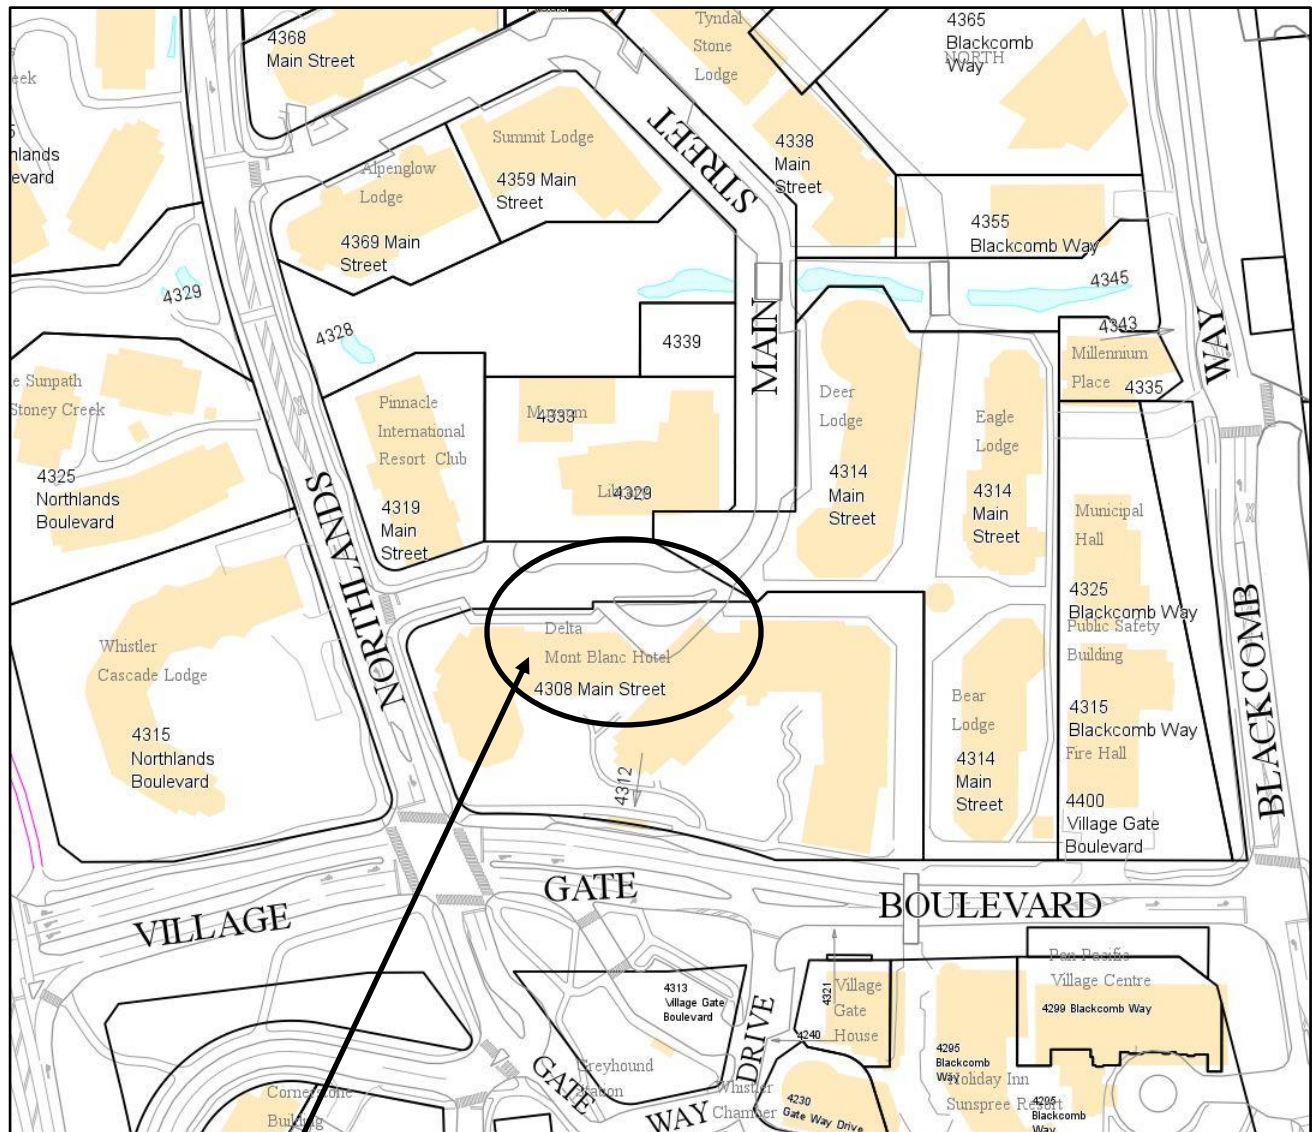 4368
Main Street
Tyndal
Stone
Lodge
4365
Blackcomb
Way
NORTH
eek
hlands
evard
STREET
Summit Lodge
4359 Main
Street
Alpenglow
Lodge
4369 Main
Street
4338
Main
Street
4355
Blackcomb Way
4329
4328
4345
4343
4339
MAIN
WAY
Millennium
Place
4335
e Sunpath
Stoney Creek
4325
Northlands
Boulevard
Pinnacle
International
Resort Club
4319
Main
Street
Museum
4333
Library
4329
Deer
Lodge
4314
Main
Street
Eagle
Lodge
4314
Main
Street
Municipal
Hall
4325
Blackcomb Way
Public Safety
Building
4315
Blackcomb Way
Fire Hall
4400
Village Gate
Boulevard
NORTHLANDS
BLACKCOMB
Whistler
Cascade Lodge
4315
Northlands
Boulevard
Delta
Mont Blanc Hotel
4308 Main Street
4312
Bear
Lodge
4314
Main
Street
VILLAGE
GATE
BOULEVARD
4313
Village Gate
Boulevard
DRIVE
4321
Village
Gate
House
4240
Pan Pacific
Village Centre
4299 Blackcomb Way
4295
Blackcomb
Way
Holiday Inn
Sunspree Resort
4295
Blackcomb
Way
Greyhound
Station
GATE
WAY
Whistler
Chamber
4230
Gate Way Drive
Cornerstone
Building